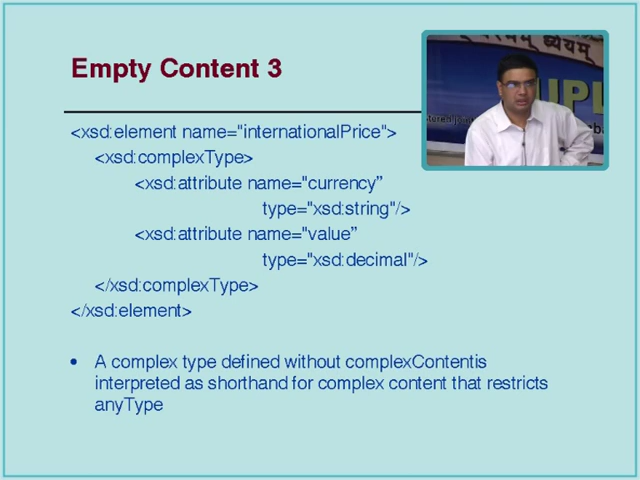 Empty Content 3
<xsd:element name="internationalPrice">
<xsd:complexType>
<xsd:attribute name="currency”
type="xsd:string"/>
<xsd:attribute name="value”
type="xsd:decimal"/>
</xsd:complexType>
</xsd:element>
• A complex type defined without complexContentis
interpreted as shorthand for complex content that restricts
anyType